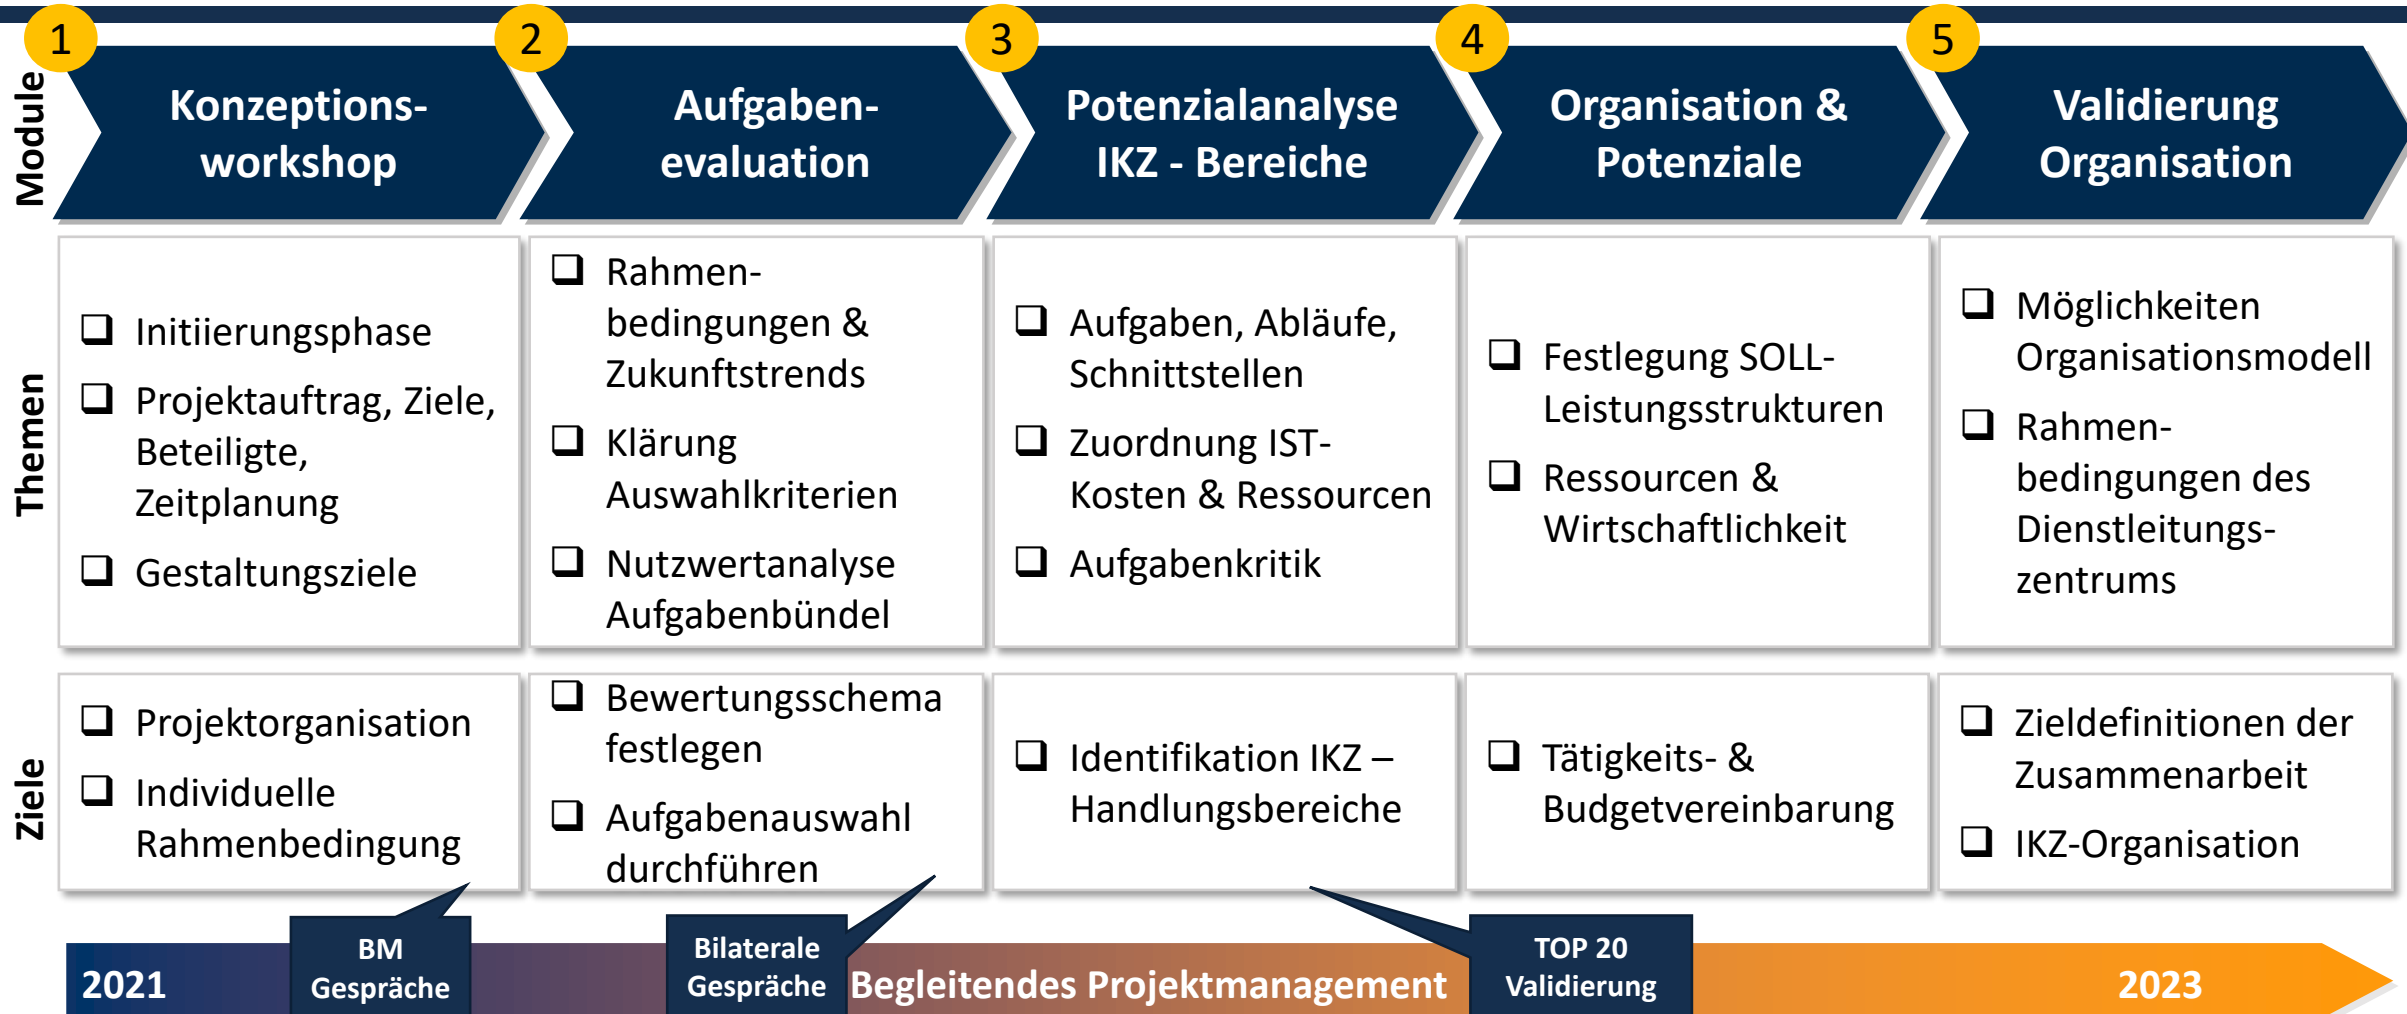 1
2
3
4
5
Module
Konzeptions-
workshop
Aufgaben-
evaluation
Potenzialanalyse
IKZ - Bereiche
Organisation &
Potenziale
Validierung
Organisation
Themen
Initiierungsphase
Projektauftrag, Ziele,
Beteiligte,
Zeitplanung
Gestaltungsziele
Rahmen-
bedingungen &
Zukunftstrends
Klärung
Auswahlkriterien
Nutzwertanalyse
Aufgabenbündel
Aufgaben, Abläufe,
Schnittstellen
Zuordnung IST-
Kosten & Ressourcen
Aufgabenkritik
Festlegung SOLL-
Leistungsstrukturen
Ressourcen &
Wirtschaftlichkeit
Möglichkeiten
Organisationsmodell
Rahmen-
bedingungen des
Dienstleitungs-
zentrums
Ziele
Projektorganisation
Individuelle
Rahmenbedingung
Bewertungsschema
festlegen
Aufgabenauswahl
durchführen
Identifikation IKZ –
Handlungsbereiche
Tätigkeits- &
Budgetvereinbarung
Zieldefinitionen der
Zusammenarbeit
IKZ-Organisation
2021
BM
Gespräche
Bilaterale
Gespräche
Begleitendes Projektmanagement
TOP 20
Validierung
2023